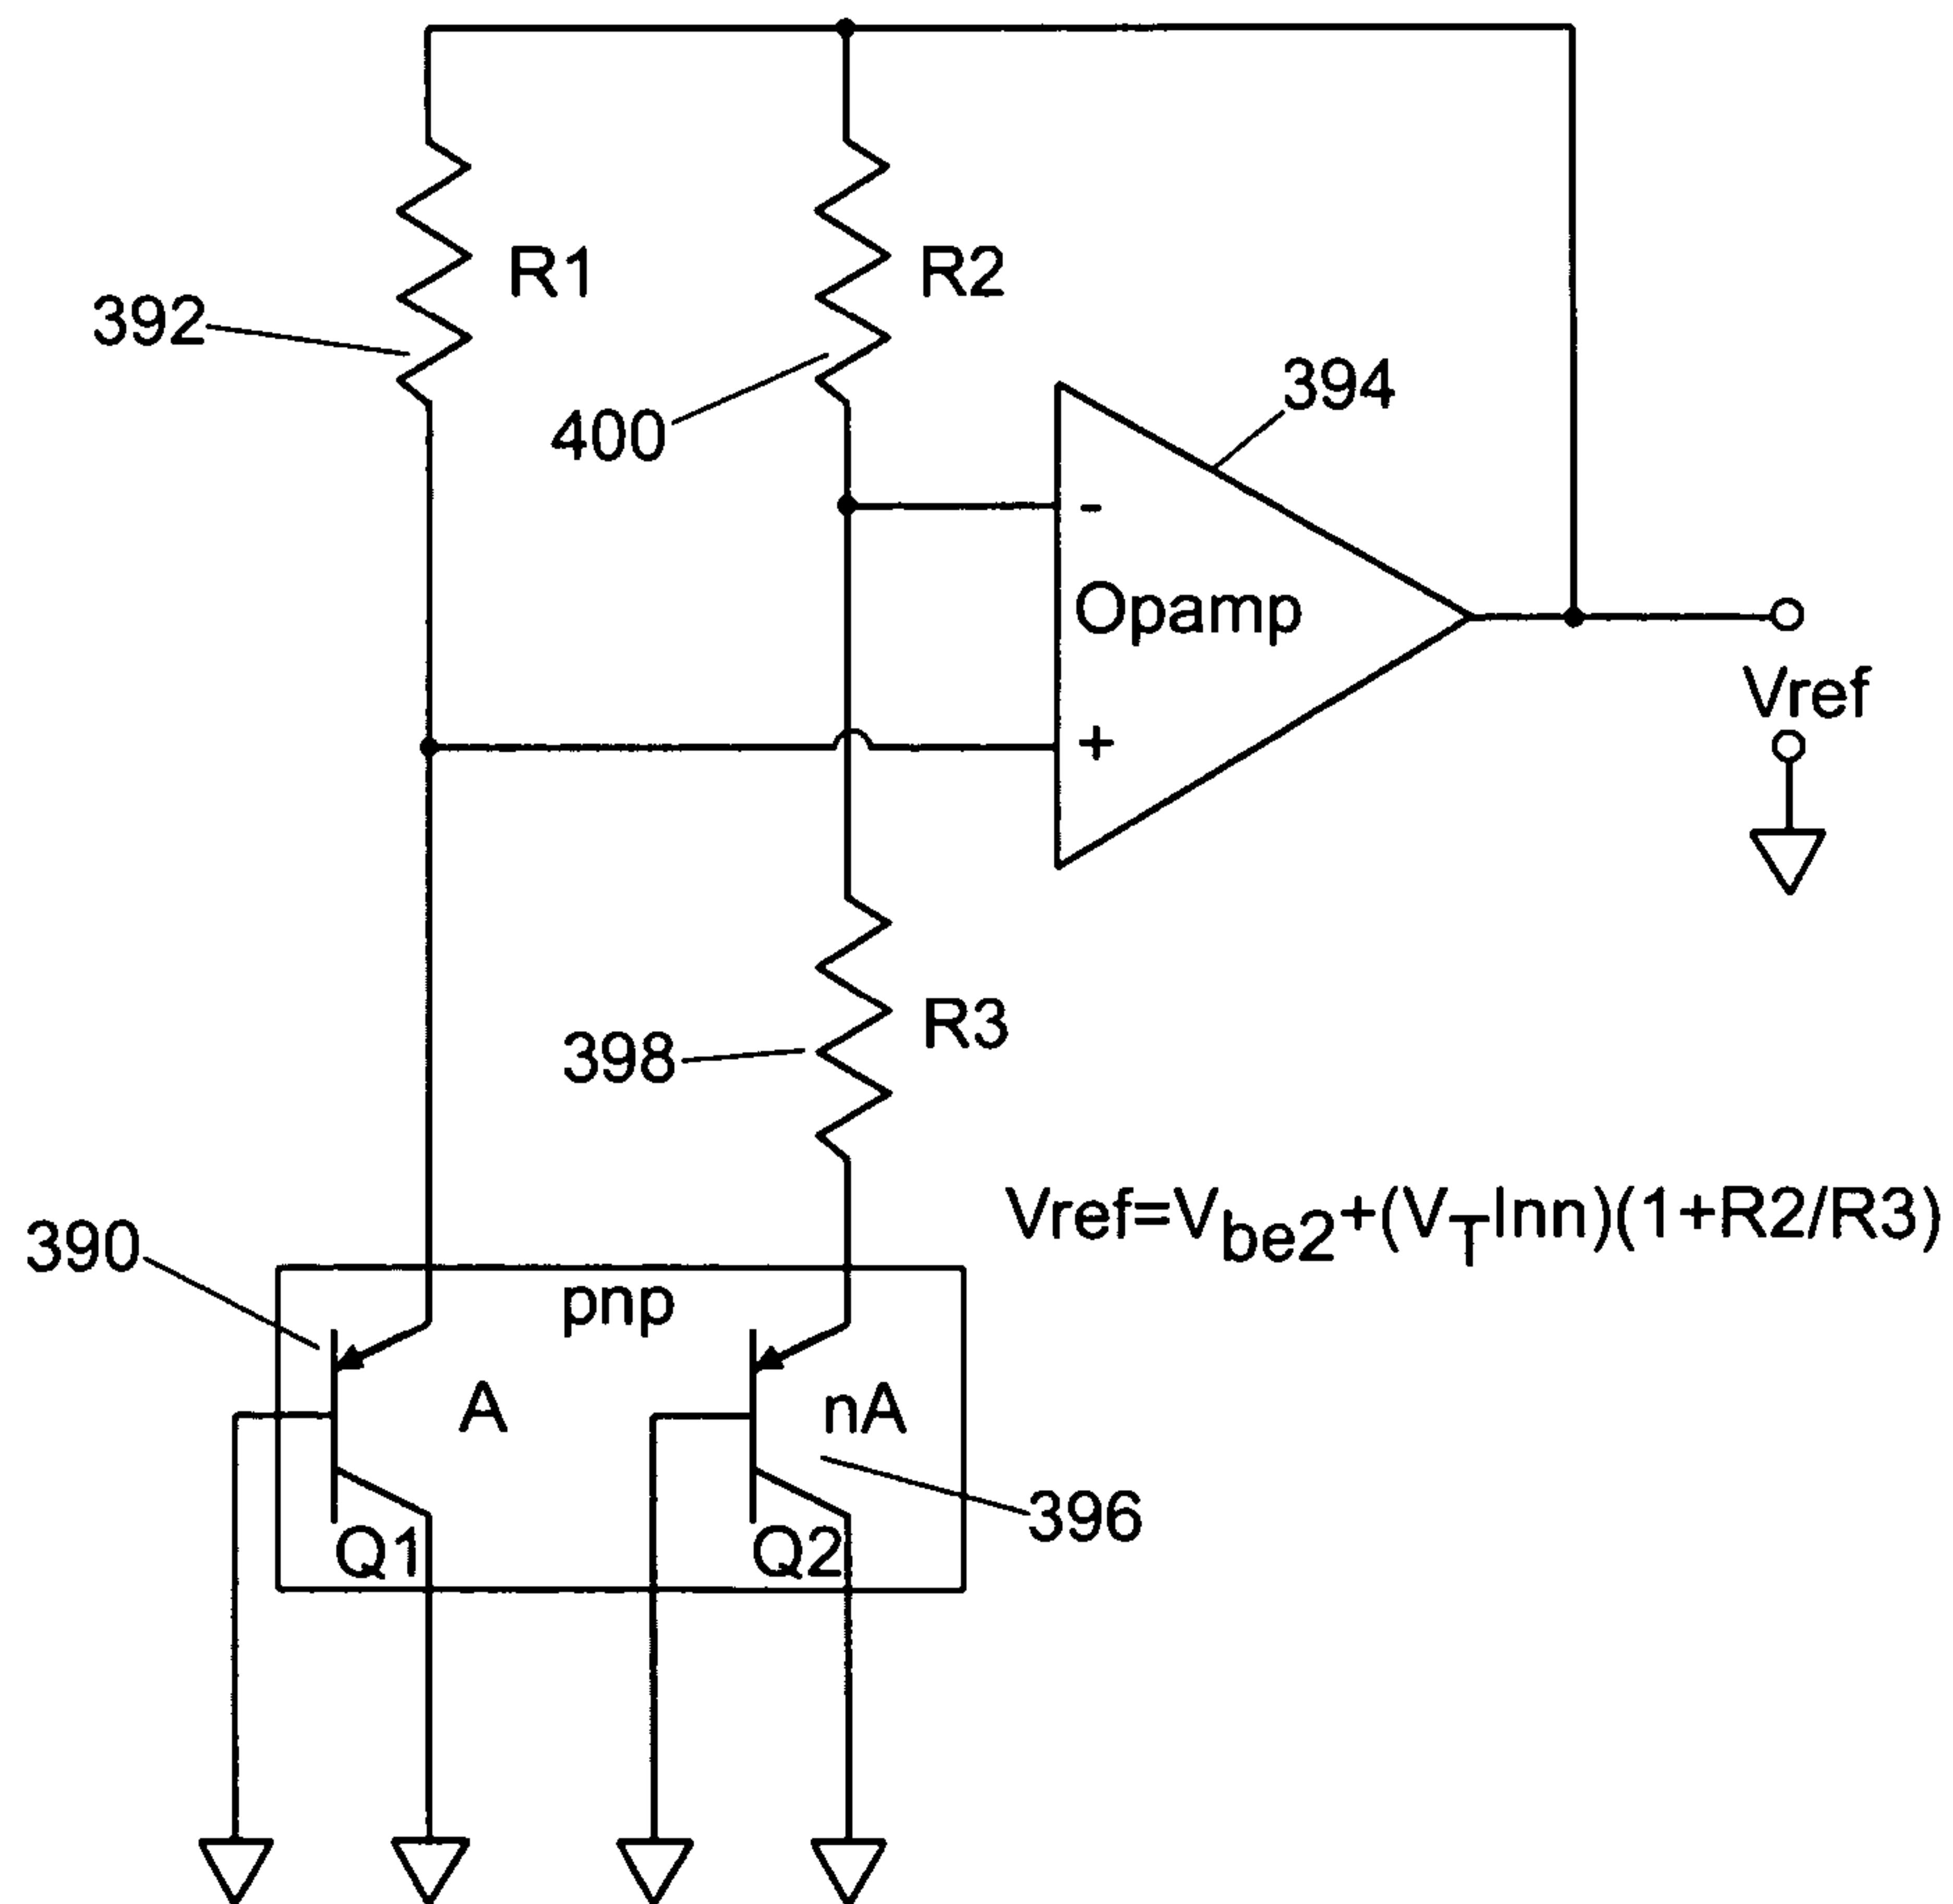 R1
R2
392
394
400
-
Opamp
Vref
+
R3
398
Vref=Vbe2+(VTlnn)(1+R2/R3)
390
pnp
A
nA
396
Q1
Q2